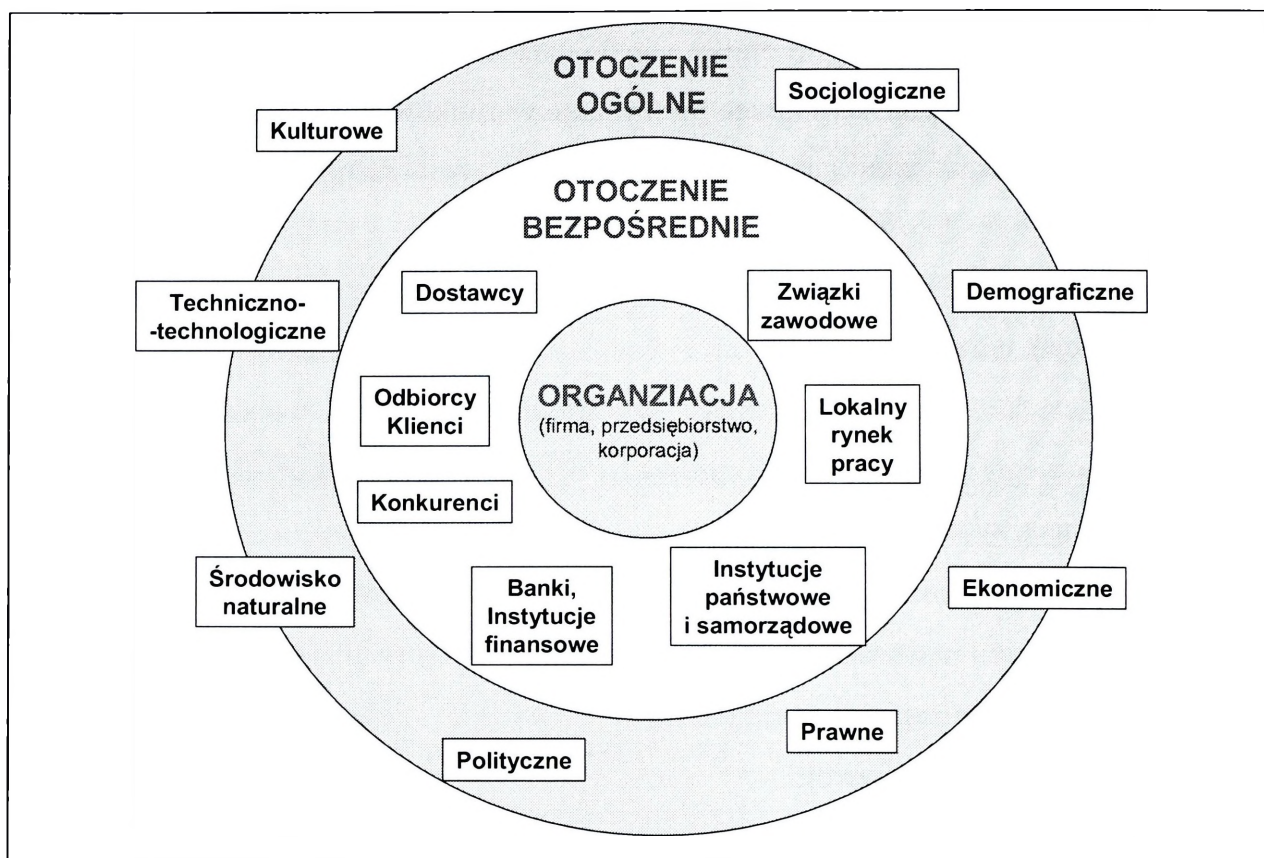 OTOCZENIE
OGÓLNE
Socjologiczne
Kulturowe
OTOCZENIE
BEZPOŚREDNIE
Dostawcy
Związki
zawodowe
Demograficzne
Techniczno-
-technologiczne
Odbiorcy
Klienci
ORGANZIACJA
(firma, przedsiębiorstwo,
korporacja)
Lokalny
rynek
pracy
Konkurenci
Środowisko
naturalne
Banki,
Instytucje
finansowe
Instytucje
państwowe
i samorządowe
Ekonomiczne
Polityczne
Prawne